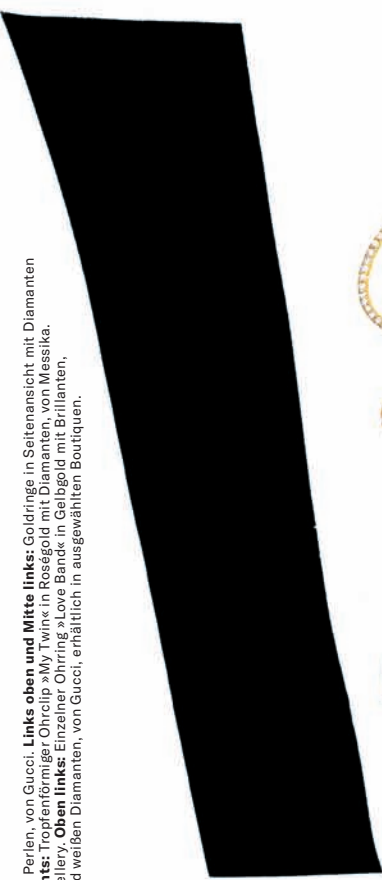 Perlen, von Gucci. Links oben und Mitte links: Goldringe in Seitenansicht mit Diamanten
Tropfenförmiger Ohrclip »My Twin« in Roségold mit Diamanten, von Messika.
Oben links: Einzelner Ohrring »Love Band« in Gelbgold mit Brillanten,
weißen Diamanten, von Gucci, erhältlich in ausgewählten Boutiquen.